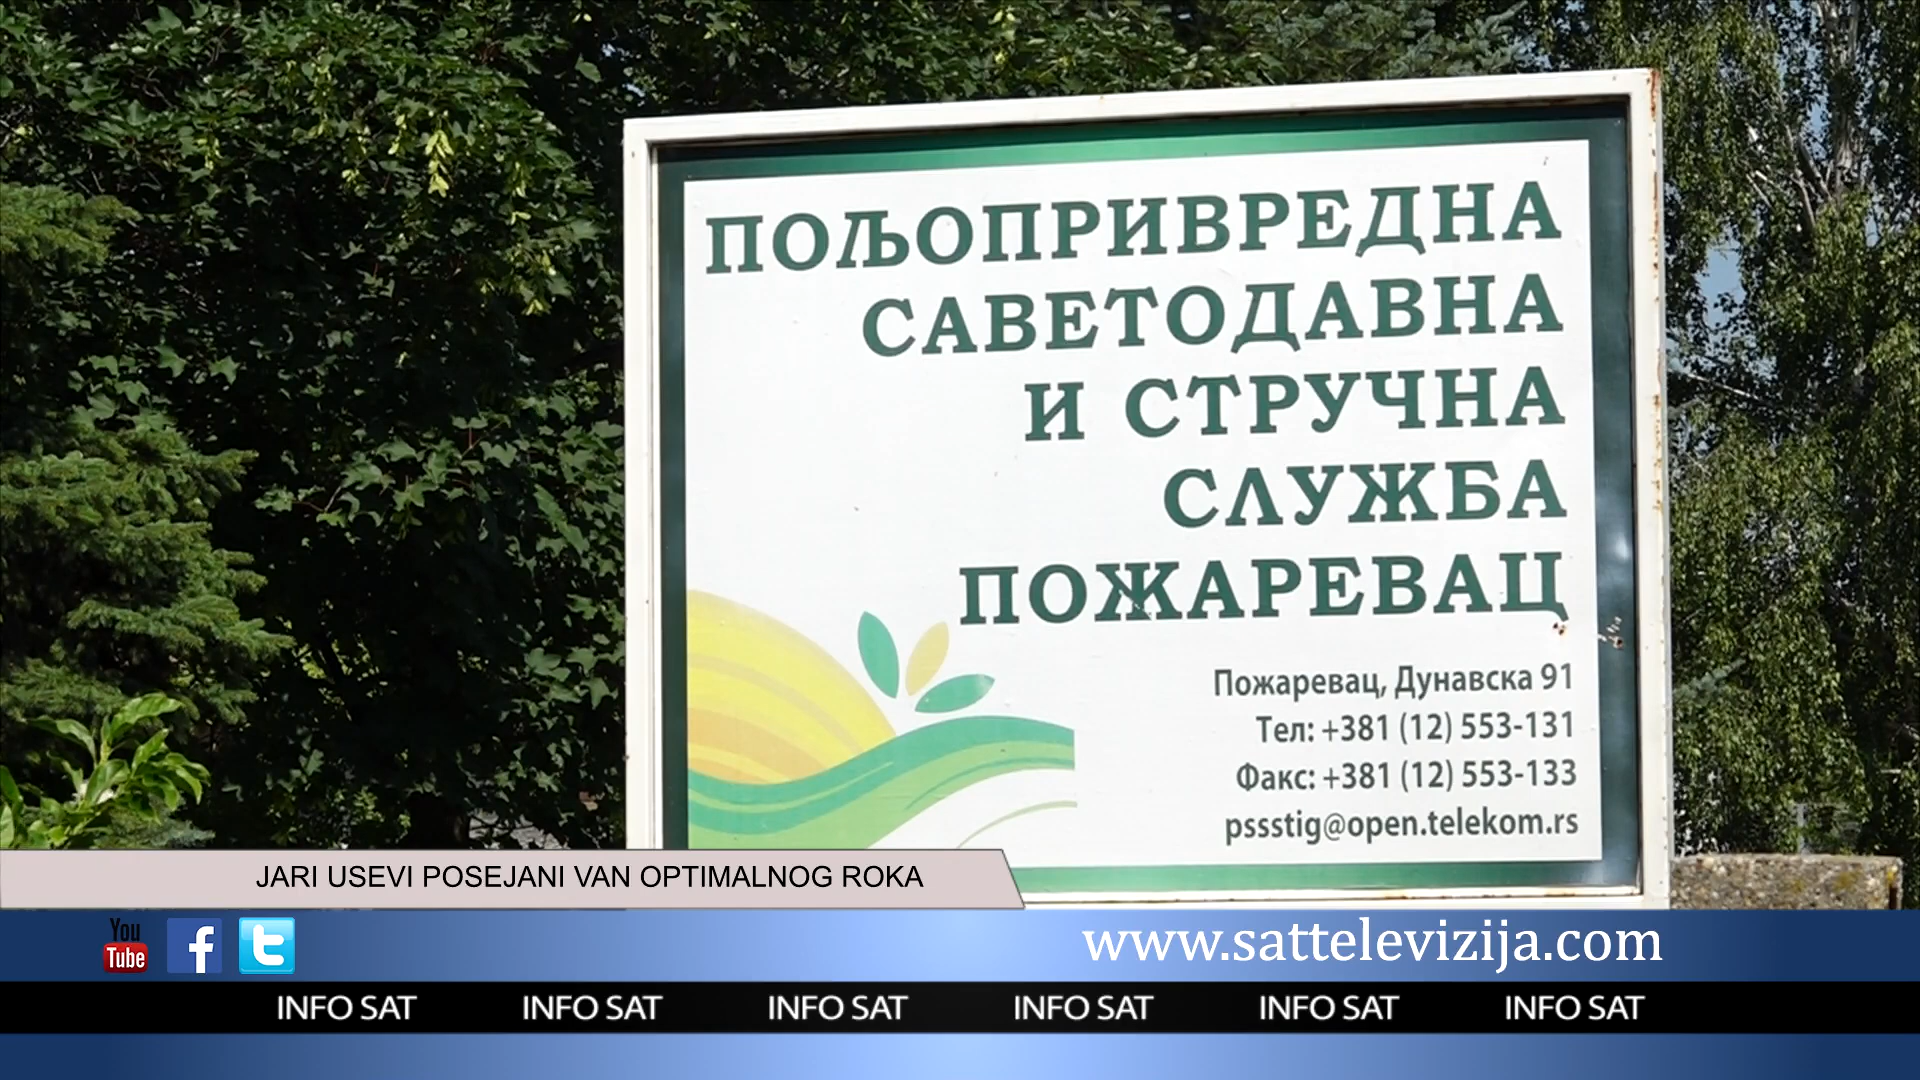 ПОЉОПРИВРЕДНА
САВЕТОДАВНА
И СТРУЧНА
СЛУЖБА
ПОЖАРЕВАЦ
Пожаревац, Дунавска 91
Тел: +381 (12) 553-131
Факс: +381 (12) 553-133
pssstig@open.telekom.rs
JARI USEVI POSEJANI VAN OPTIMALNOG ROKA
You
Tube
www.sattelevizija.com
INFO SAT INFO SAT INFO SAT INFO SAT INFO SAT INFO SAT